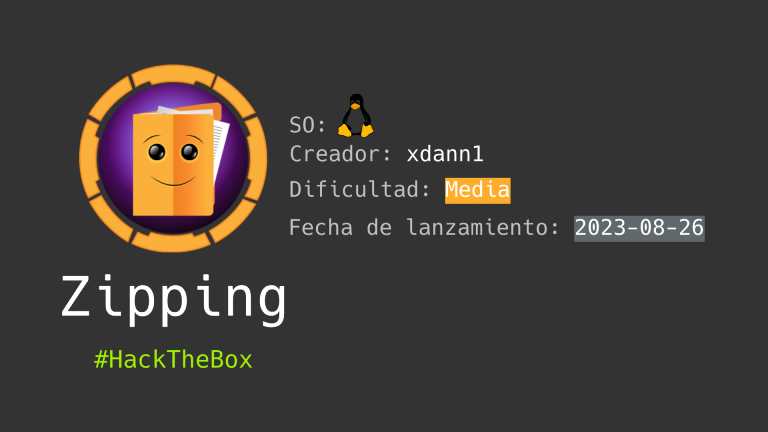 SO:
Creador: xdann1
Dificultad: Media
Fecha de lanzamiento: 2023-08-26
Zipping
#HackTheBox